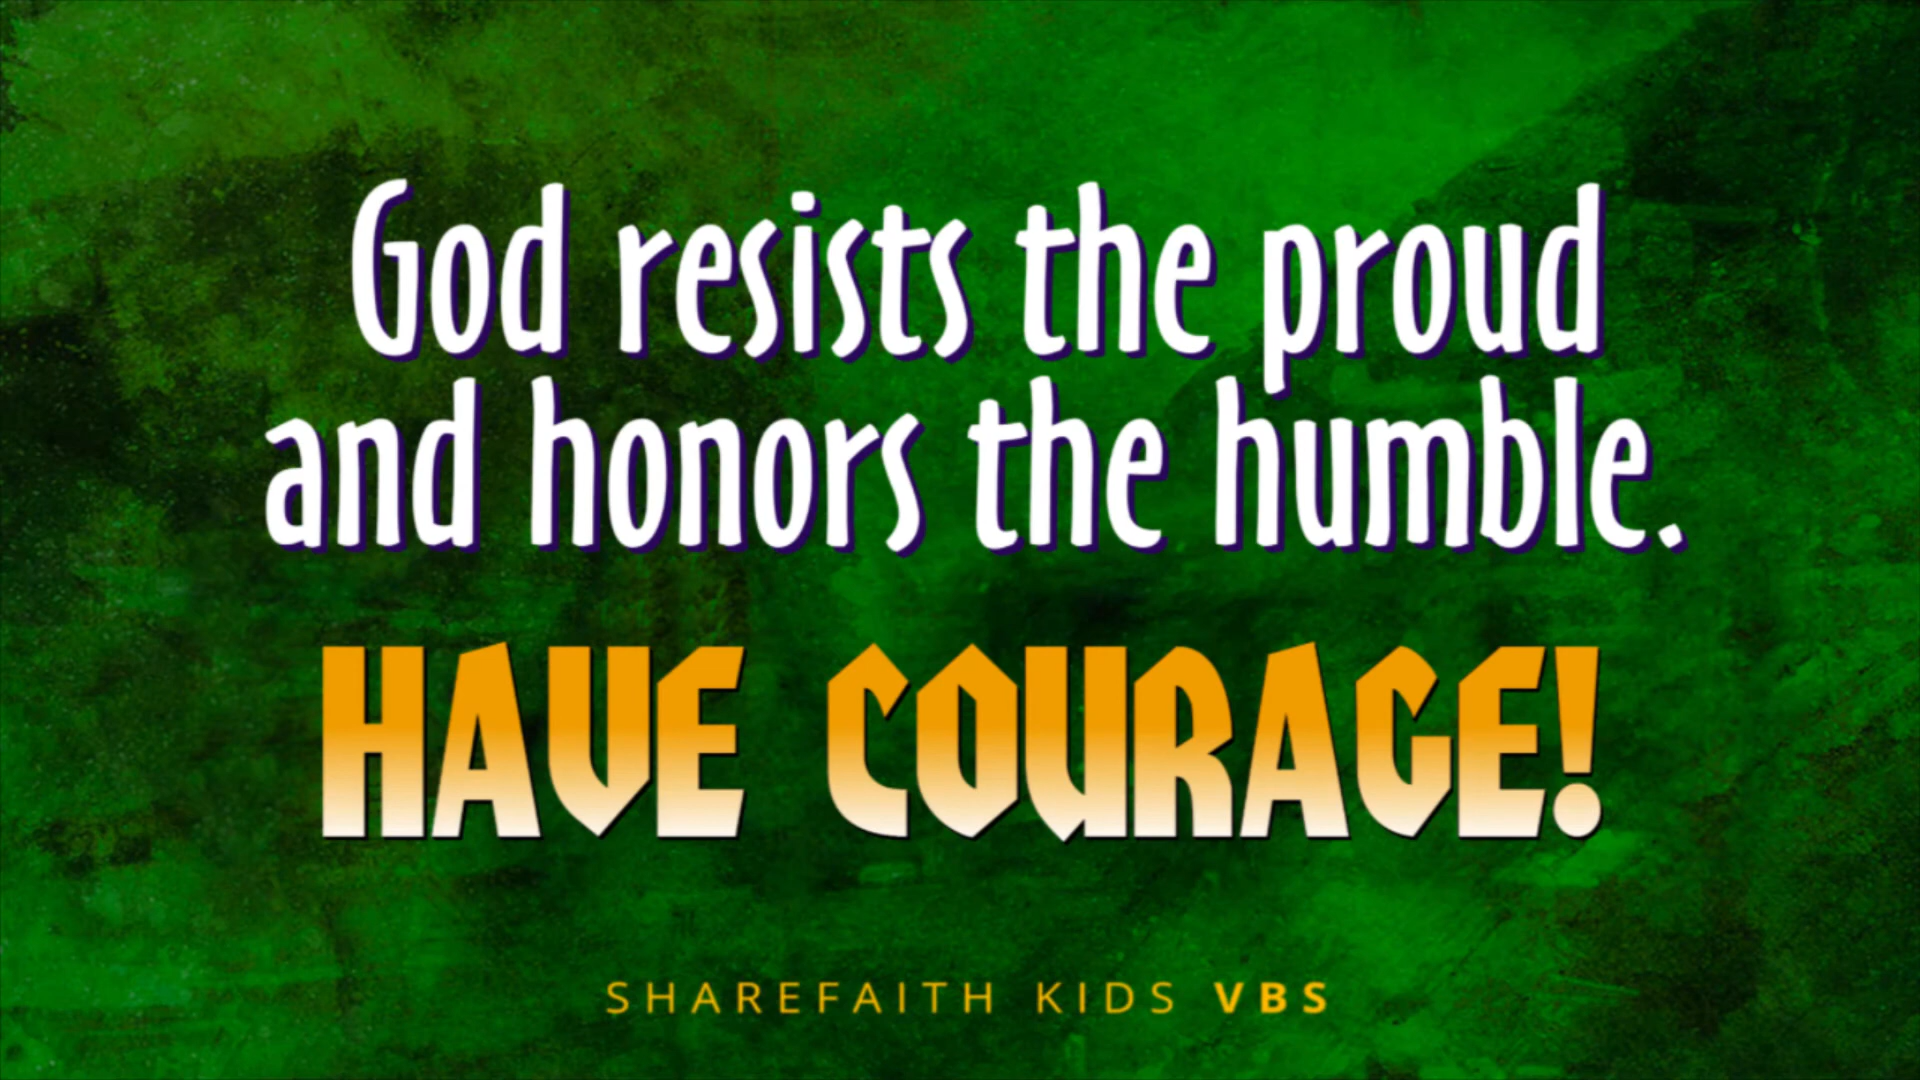 God resists the proud
and honors the humble.
HAVE COURAGE!
SHAREFAITH KIDS VBS